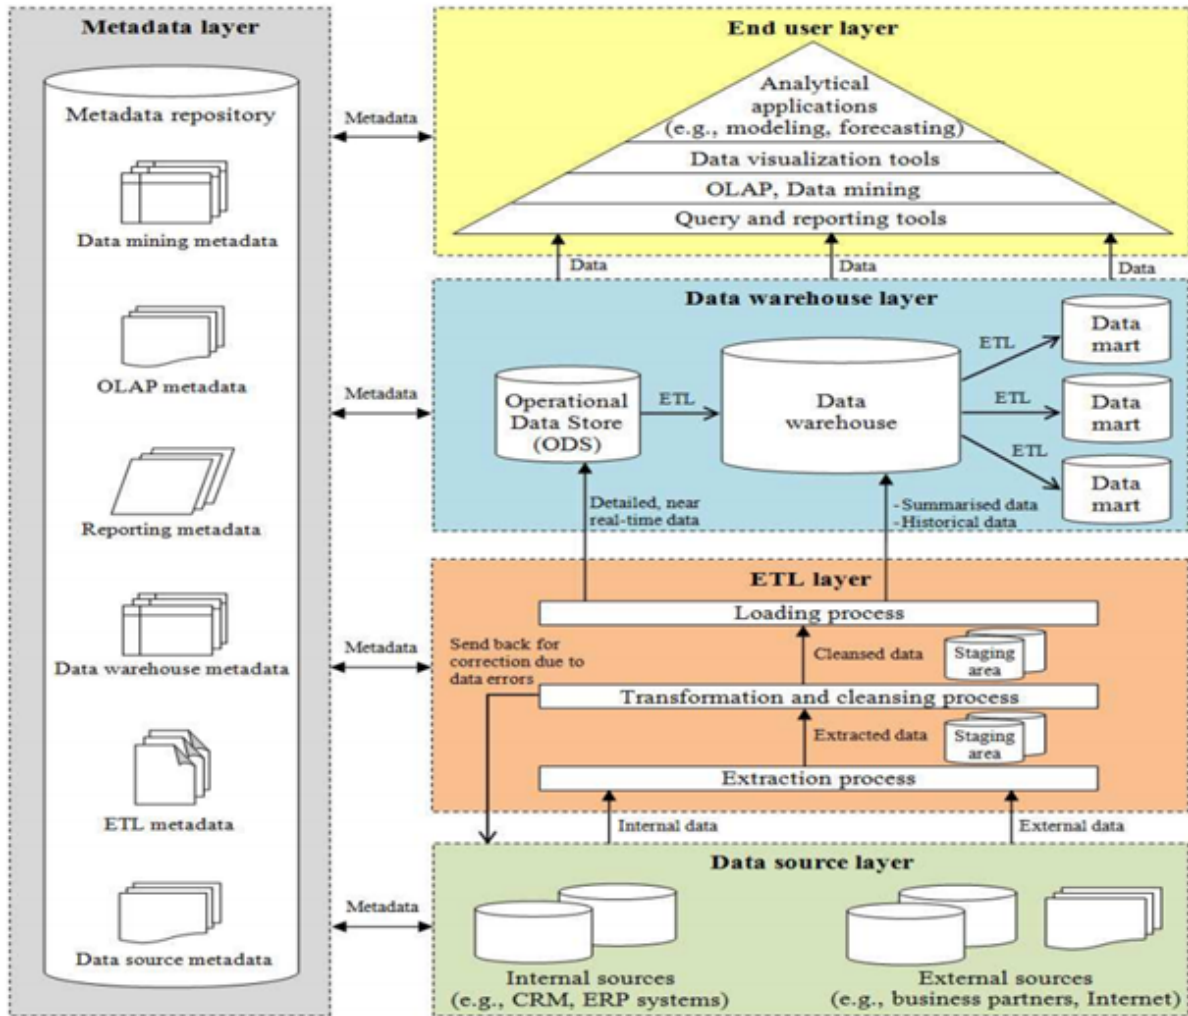 Metadata layer
Metadata repository
Data mining metadata
OLAP metadata
Reporting metadata
Data warehouse metadata
ETL metadata
Data source metadata
Metadata
Metadata
Metadata
Metadata
End user layer
Analytical
applications
(e.g., modeling, forecasting)
Data visualization tools
OLAP, Data mining
Query and reporting tools
Data
Data
Data
Data warehouse layer
Operational
Data Store
(ODS)
ETL
Data
warehouse
ETL
ETL
ETL
Data
mart
Data
mart
Data
mart
Detailed, near
real-time data
- Summarised data
- Historical data
ETL layer
Loading process
Send back for
correction due to
data errors
Cleansed data
Staging
area
Transformation and cleansing process
Extracted data
Staging
area
Extraction process
Internal data
External data
Data source layer
Internal sources
(e.g., CRM, ERP systems)
External sources
(e.g., business partners, Internet)